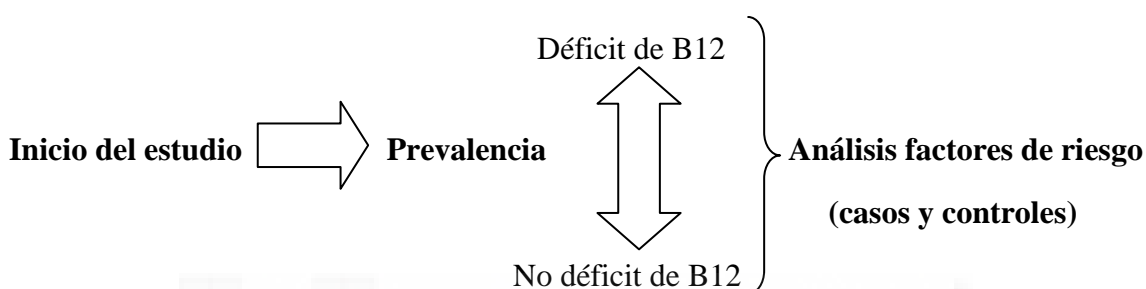 Déficit de B12
Inicio del estudio
Prevalencia
Análisis factores de riesgo
(casos y controles)
No déficit de B12